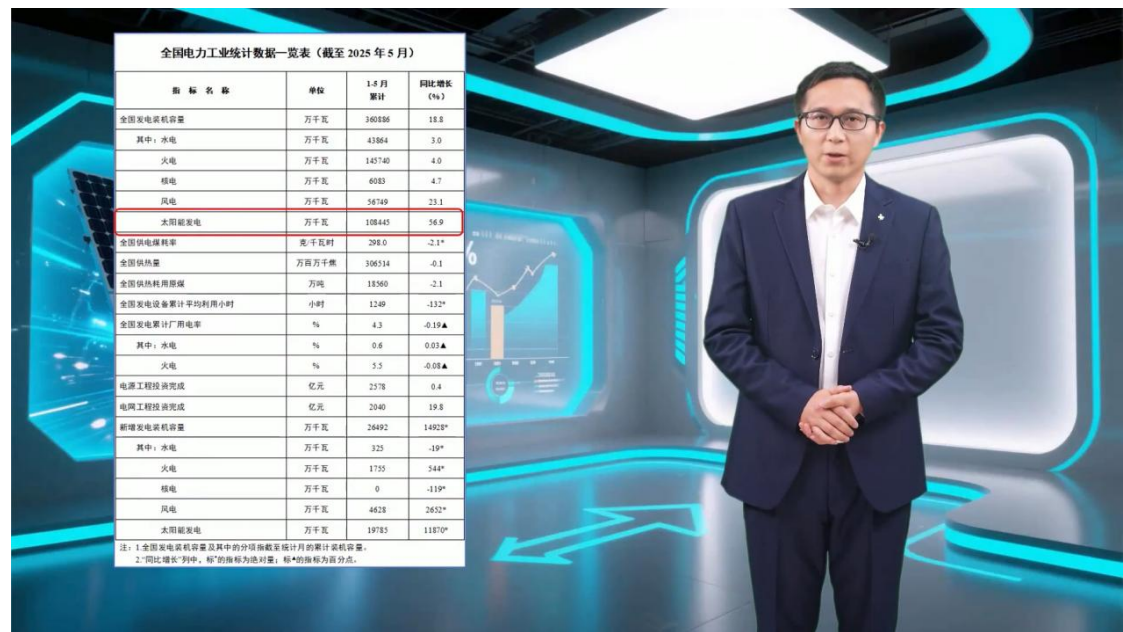 全国电力工业统计数据一览表（截至 2025 年 5 月）
指 标 名 称 单位 1-5 月累计 同比增长（%）
全国发电装机容量 万千瓦 360886 18.8
其中：水电 万千瓦 43864 3.0
火电 万千瓦 145740 4.0
核电 万千瓦 6083 4.7
风电 万千瓦 56749 23.1
太阳能发电 万千瓦 108445 56.9
全国供电煤耗率 克/千瓦时 298.0 -2.1*
全国供热量 万百万千焦 306514 -0.1
全国供热耗用原煤 万吨 18560 -2.1
全国发电设备累计平均利用小时 小时 1249 -132*
全国发电累计厂用电率 % 4.3 -0.19▲
其中：水电 % 0.6 0.03▲
火电 % 5.5 -0.08▲
电源工程投资完成 亿元 2578 0.4
电网工程投资完成 亿元 2040 19.8
新增发电装机容量 万千瓦 26492 14928*
其中：水电 万千瓦 325 -19*
火电 万千瓦 1755 544*
核电 万千瓦 0 -119*
风电 万千瓦 4628 2652*
太阳能发电 万千瓦 19785 11870*
注：1.全国发电装机容量及其中的分项指截至统计月的累计装机容量。
2."同比增长"列中，标*的指标为绝对量；标▲的指标为百分点。
%